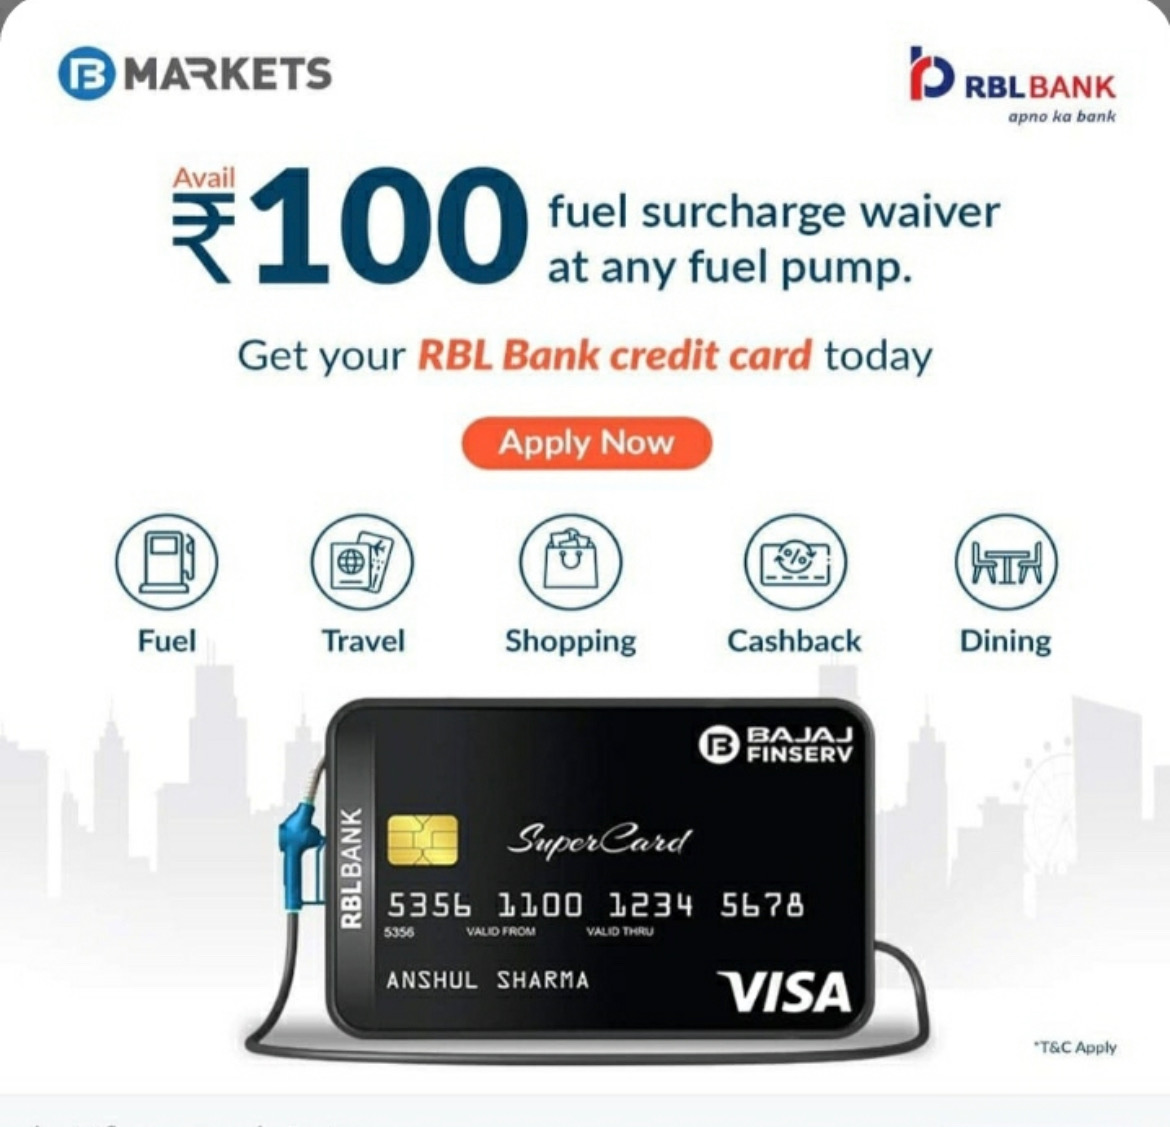 B MARKETS
RBL BANK
apno ka bank
Avail
₹100 fuel surcharge waiver
at any fuel pump.
Get your RBL Bank credit card today
Apply Now
Fuel Travel Shopping Cashback Dining
BAJAJ
FINSERV
RBLBANK
SuperCard
5356 1100 1234 5678
5356 VALID FROM VALID THRU
ANSHUL SHARMA
VISA
*T&C Apply